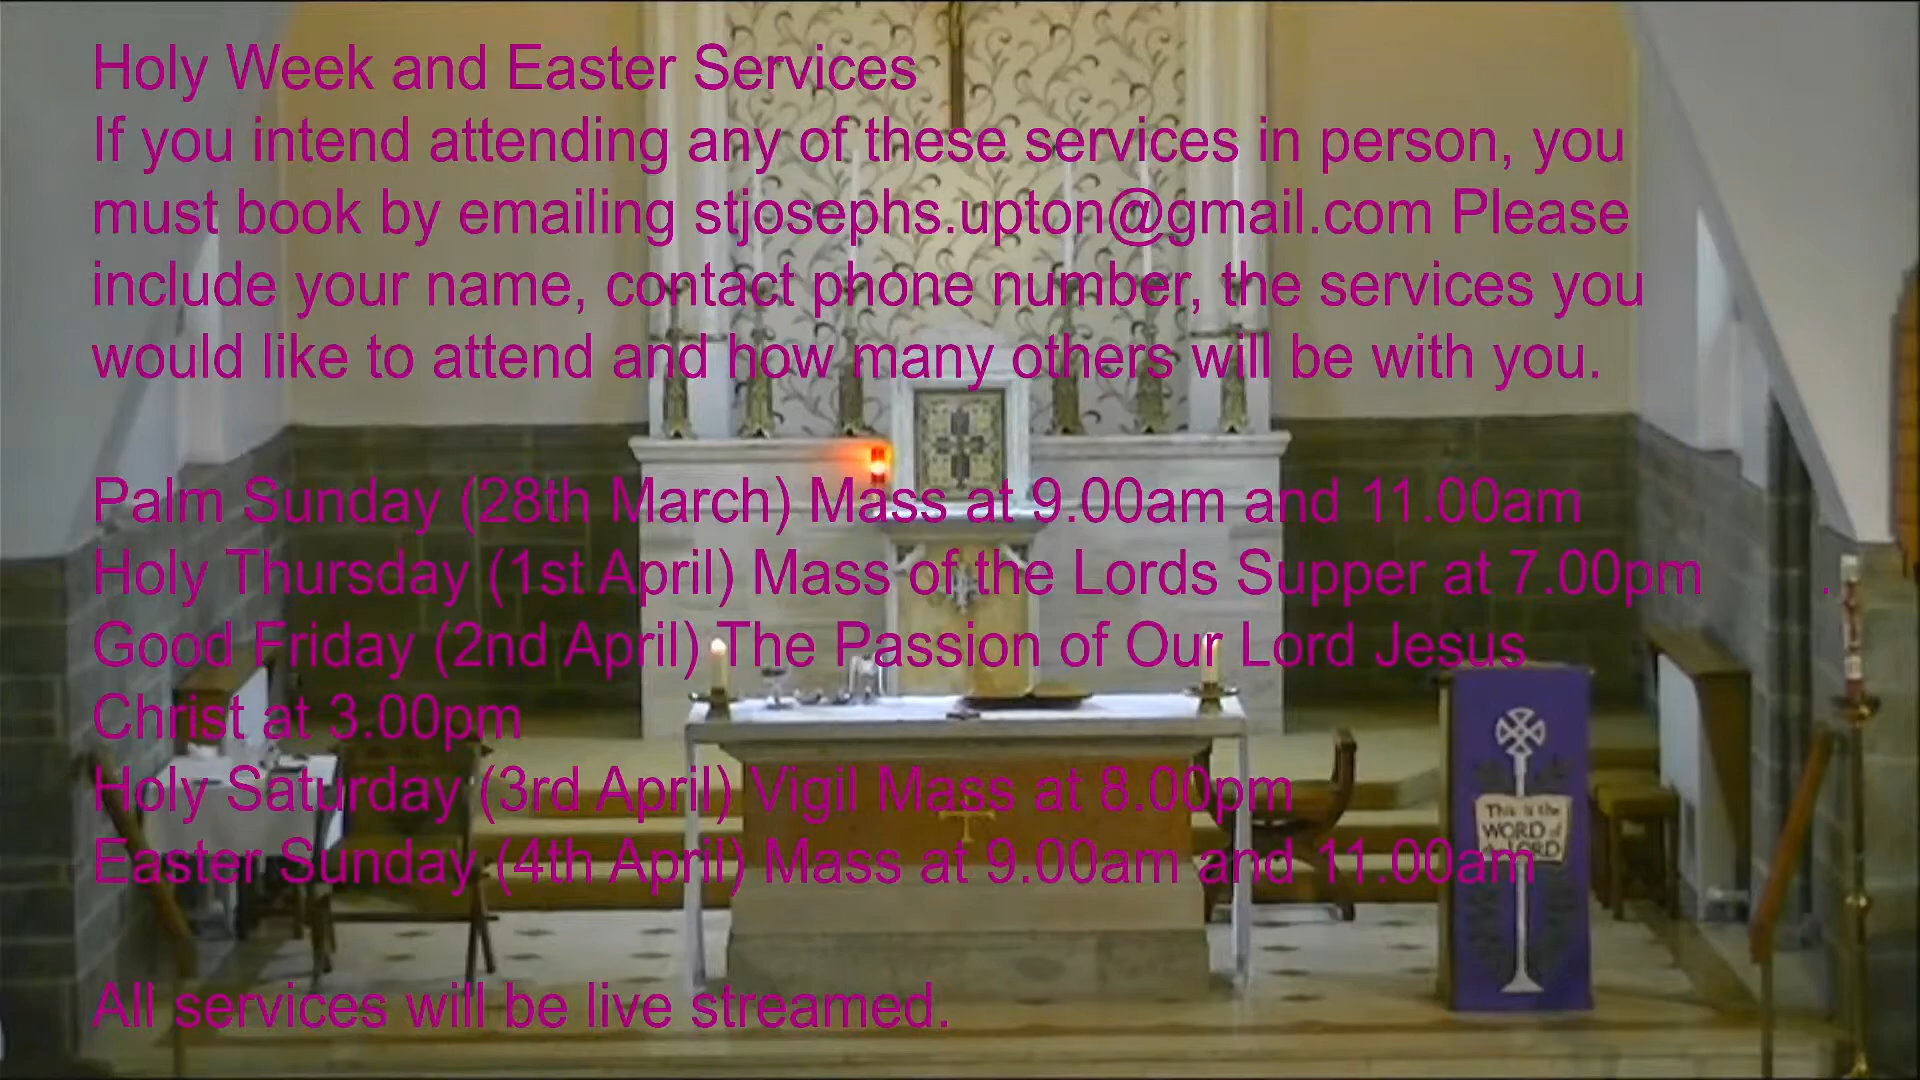 Holy Week and Easter Services
If you intend attending any of these services in person, you
must book by emailing stjosephs.upton@gmail.com Please
include your name, contact phone number, the services you
would like to attend and how many others will be with you.
Palm Sunday (28th March) Mass at 9.00am and 11.00am
Holy Thursday (1st April) Mass of the Lords Supper at 7.00pm .
Good Friday (2nd April) The Passion of Our Lord Jesus
Christ at 3.00pm
Holy Saturday (3rd April) Vigil Mass at 8.00pm
Easter Sunday (4th April) Mass at 9.00am and 11.00am
All services will be live streamed.
This is the
WORD of
the LORD